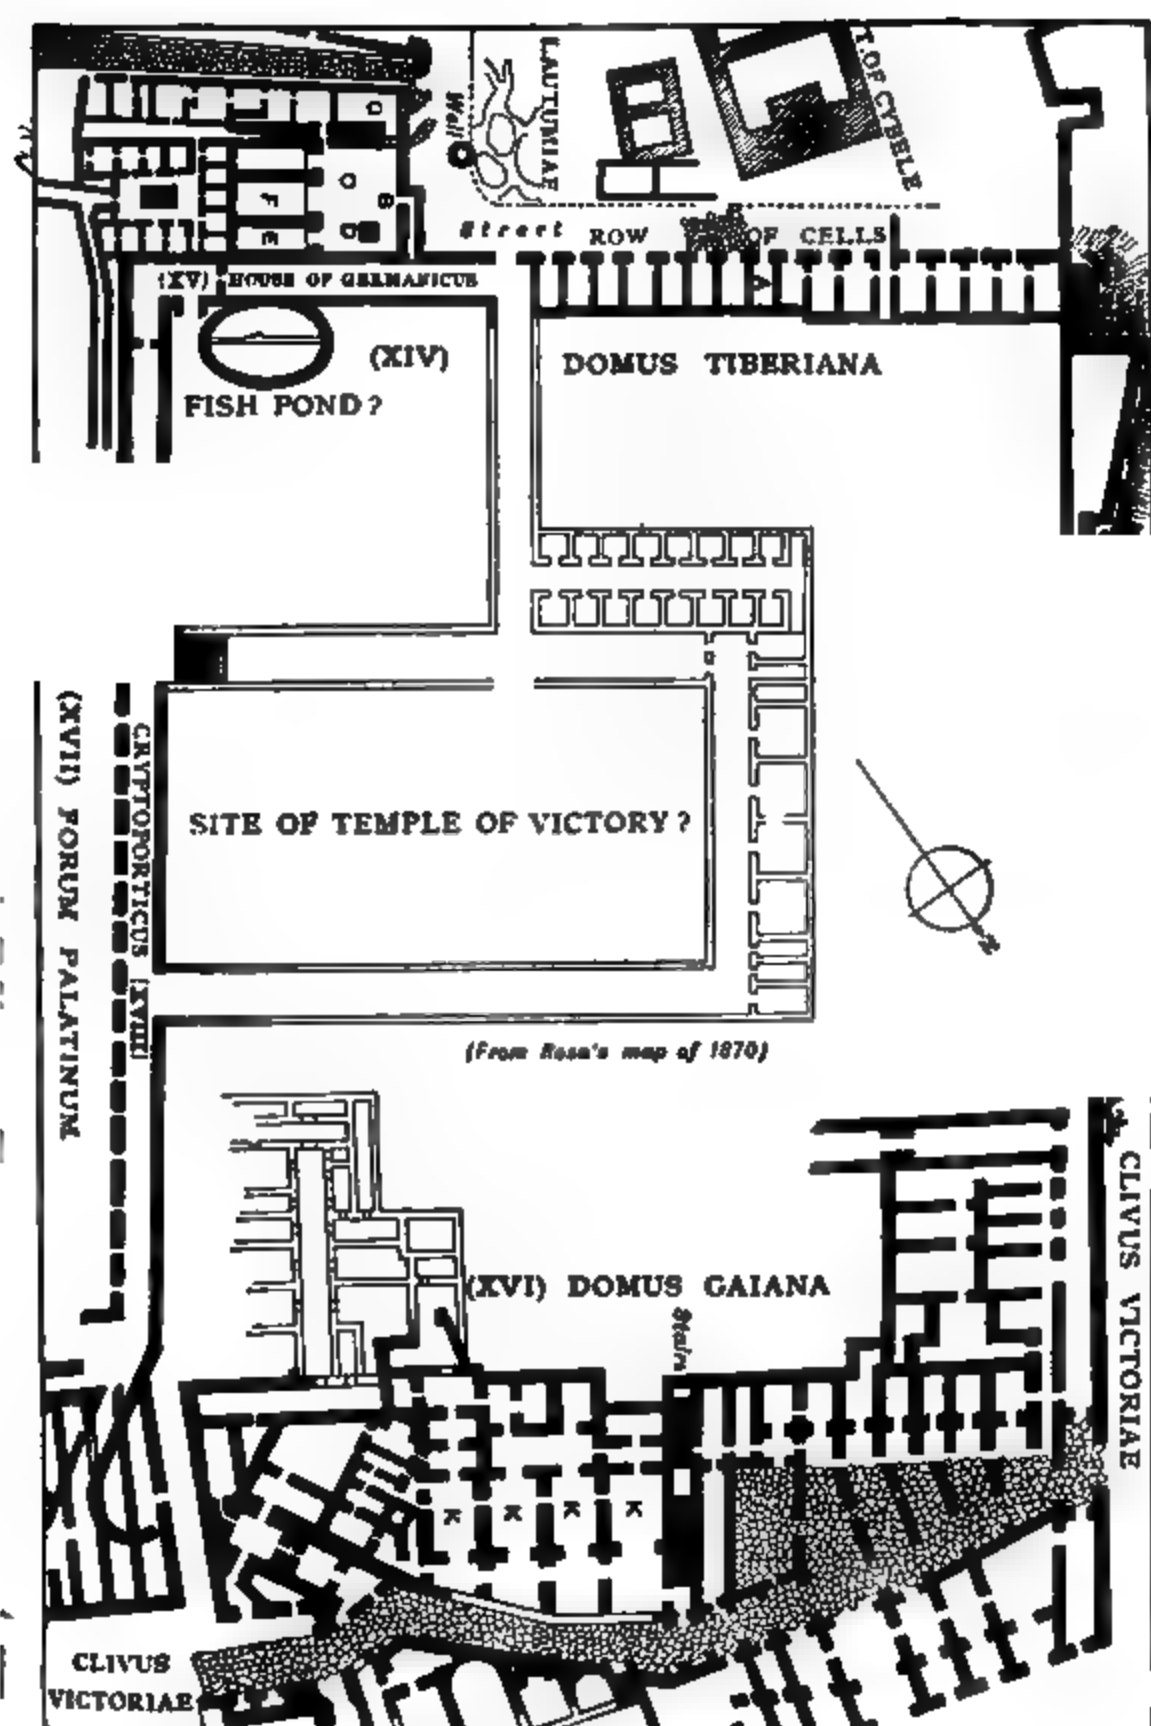 LAUTUMIAE
T. OF CYBELE
Well
F
B
E
Street
ROW OF CELLS
(XV) HOUSE OF GERMANICUS
A
(XIV)
DOMUS TIBERIANA
FISH POND?
(XVII) FORUM PALATINUM
CRYPTOPORTICUS (XVIII)
SITE OF TEMPLE OF VICTORY?
N
(From Rosa's map of 1870)
CLIVUS VICTORIAE
(XVI) DOMUS GAIANA
Stairs
K K K K
CLIVUS
VICTORIAE